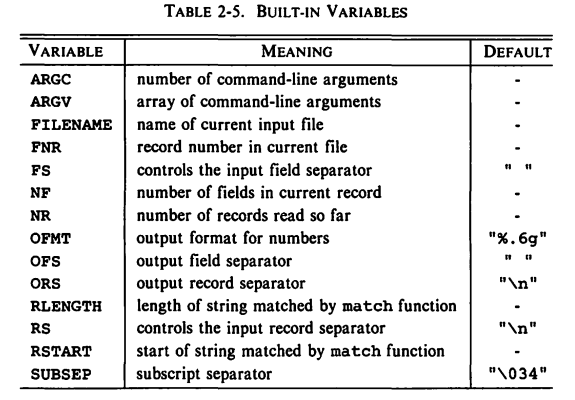 TABLE 2-5. BUILT-IN VARIABLES
VARIABLE MEANING DEFAULT
ARGC number of command-line arguments -
ARGV array of command-line arguments -
FILENAME name of current input file -
FNR record number in current file -
FS controls the input field separator " "
NF number of fields in current record -
NR number of records read so far -
OFMT output format for numbers "%.6g"
OFS output field separator " "
ORS output record separator "\n"
RLENGTH length of string matched by match function -
RS controls the input record separator "\n"
RSTART start of string matched by match function -
SUBSEP subscript separator "\034"